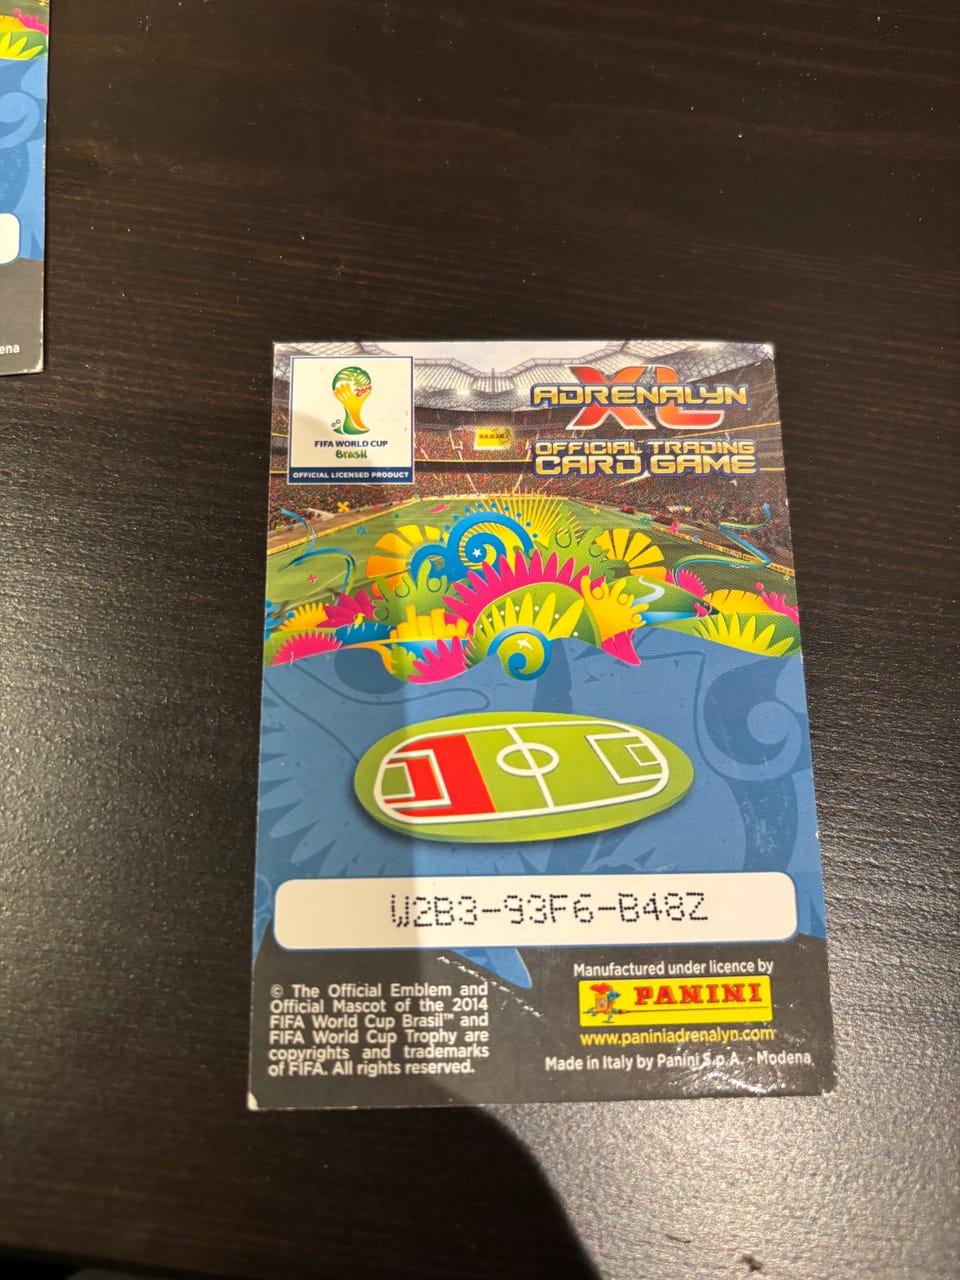 ena
2014
FIFA WORLD CUP
Brasil
OFFICIAL LICENSED PRODUCT
ADRENALYN
XL
OFFICIAL TRADING
CARD GAME
PANINI
W2B3-93F6-B48Z
© The Official Emblem and
Official Mascot of the 2014
FIFA World Cup Brasil™ and
FIFA World Cup Trophy are
copyrights and trademarks
of FIFA. All rights reserved.
Manufactured under licence by
PANINI
www.paniniadrenalyn.com
Made in Italy by Panini S.p.A. - Modena